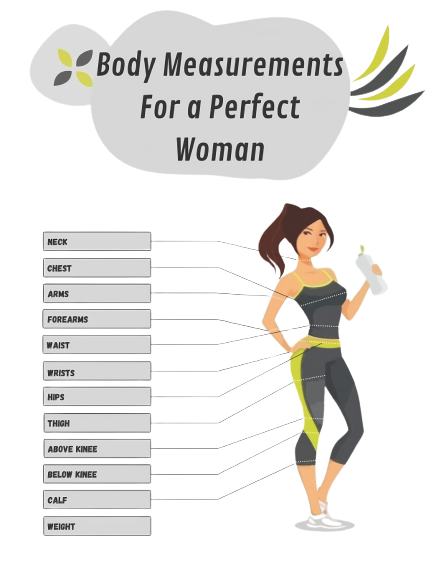 Body Measurements
For a Perfect
Woman
NECK
CHEST
ARMS
FOREARMS
WAIST
WRISTS
HIPS
THIGH
ABOVE KINEE
BELOW KINEE
CALF
WEIGHT